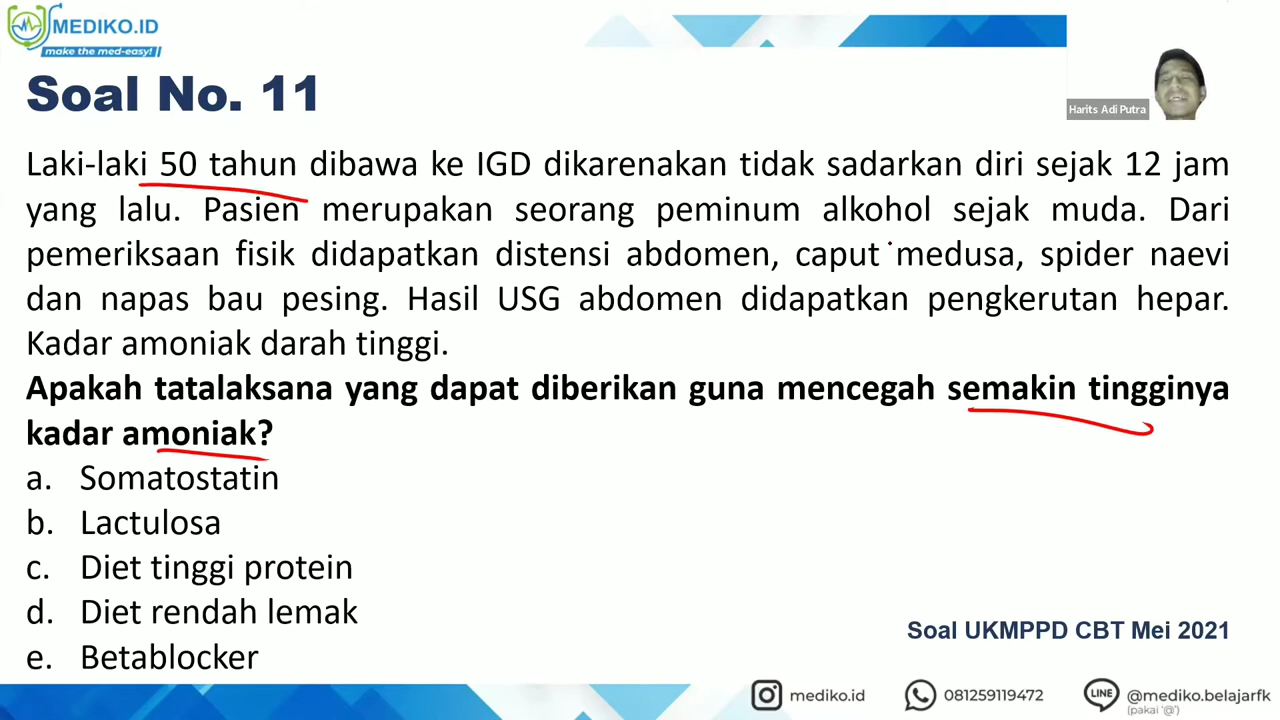 MEDIKO.ID
make the med-easy!
Soal No. 11
Harits Adi Putra
Laki-laki 50 tahun dibawa ke IGD dikarenakan tidak sadarkan diri sejak 12 jam
yang lalu. Pasien merupakan seorang peminum alkohol sejak muda. Dari
pemeriksaan fisik didapatkan distensi abdomen, caput medusa, spider naevi
dan napas bau pesing. Hasil USG abdomen didapatkan pengkerutan hepar.
Kadar amoniak darah tinggi.
Apakah tatalaksana yang dapat diberikan guna mencegah semakin tingginya
kadar amoniak?
a. Somatostatin
b. Lactulosa
c. Diet tinggi protein
d. Diet rendah lemak
e. Betablocker
Soal UKMPPD CBT Mei 2021
mediko.id
081259119472
LINE
@mediko.belajarfk
(pakai '@')